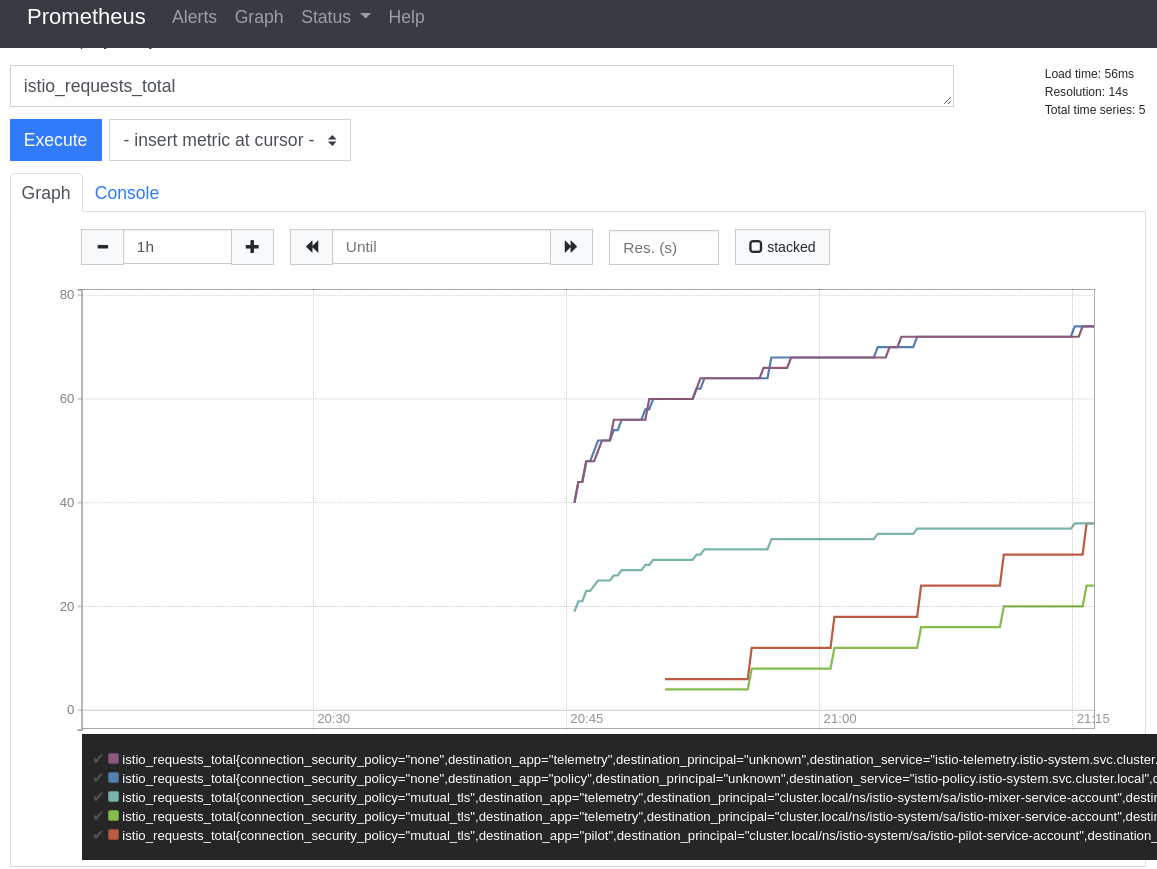 Prometheus Alerts Graph Status Help
istio_requests_total
Load time: 56ms
Resolution: 14s
Total time series: 5
Execute - insert metric at cursor -
Graph Console
1h Until Res. (s) stacked
80
60
40
20
0
20:30 20:45 21:00 21:15
istio_requests_total{connection_security_policy="none",destination_app="telemetry",destination_principal="unknown",destination_service="istio-telemetry.istio-system.svc.cluster.
istio_requests_total{connection_security_policy="none",destination_app="policy",destination_principal="unknown",destination_service="istio-policy.istio-system.svc.cluster.local",d
istio_requests_total{connection_security_policy="mutual_tls",destination_app="telemetry",destination_principal="cluster.local/ns/istio-system/sa/istio-mixer-service-account",destin
istio_requests_total{connection_security_policy="mutual_tls",destination_app="telemetry",destination_principal="cluster.local/ns/istio-system/sa/istio-mixer-service-account",destin
istio_requests_total{connection_security_policy="mutual_tls",destination_app="pilot",destination_principal="cluster.local/ns/istio-system/sa/istio-pilot-service-account",destination_